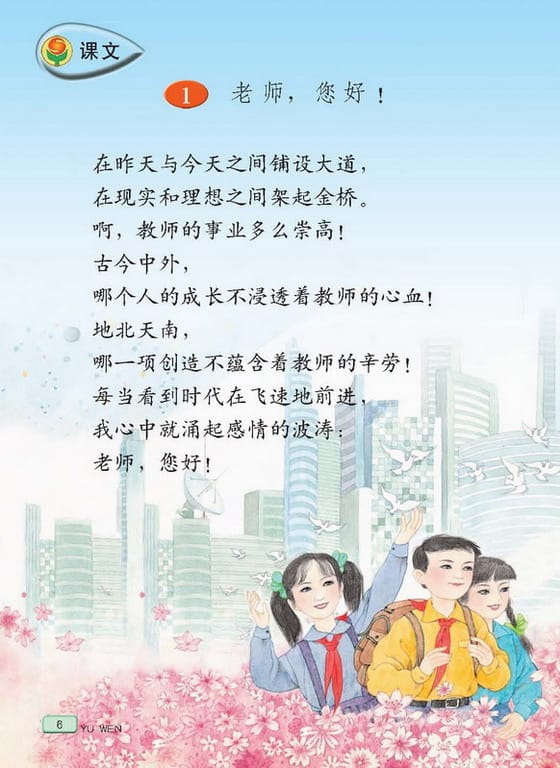 课文
1 老师，您好！
在昨天与今天之间铺设大道，
在现实和理想之间架起金桥。
啊，教师的事业多么崇高！
古今中外，
哪个人的成长不浸透着教师的心血！
地北天南，
哪一项创造不蕴含着教师的辛劳！
每当看到时代在飞速地前进，
我心中就涌起感情的波涛：
老师，您好！
6
YU WEN